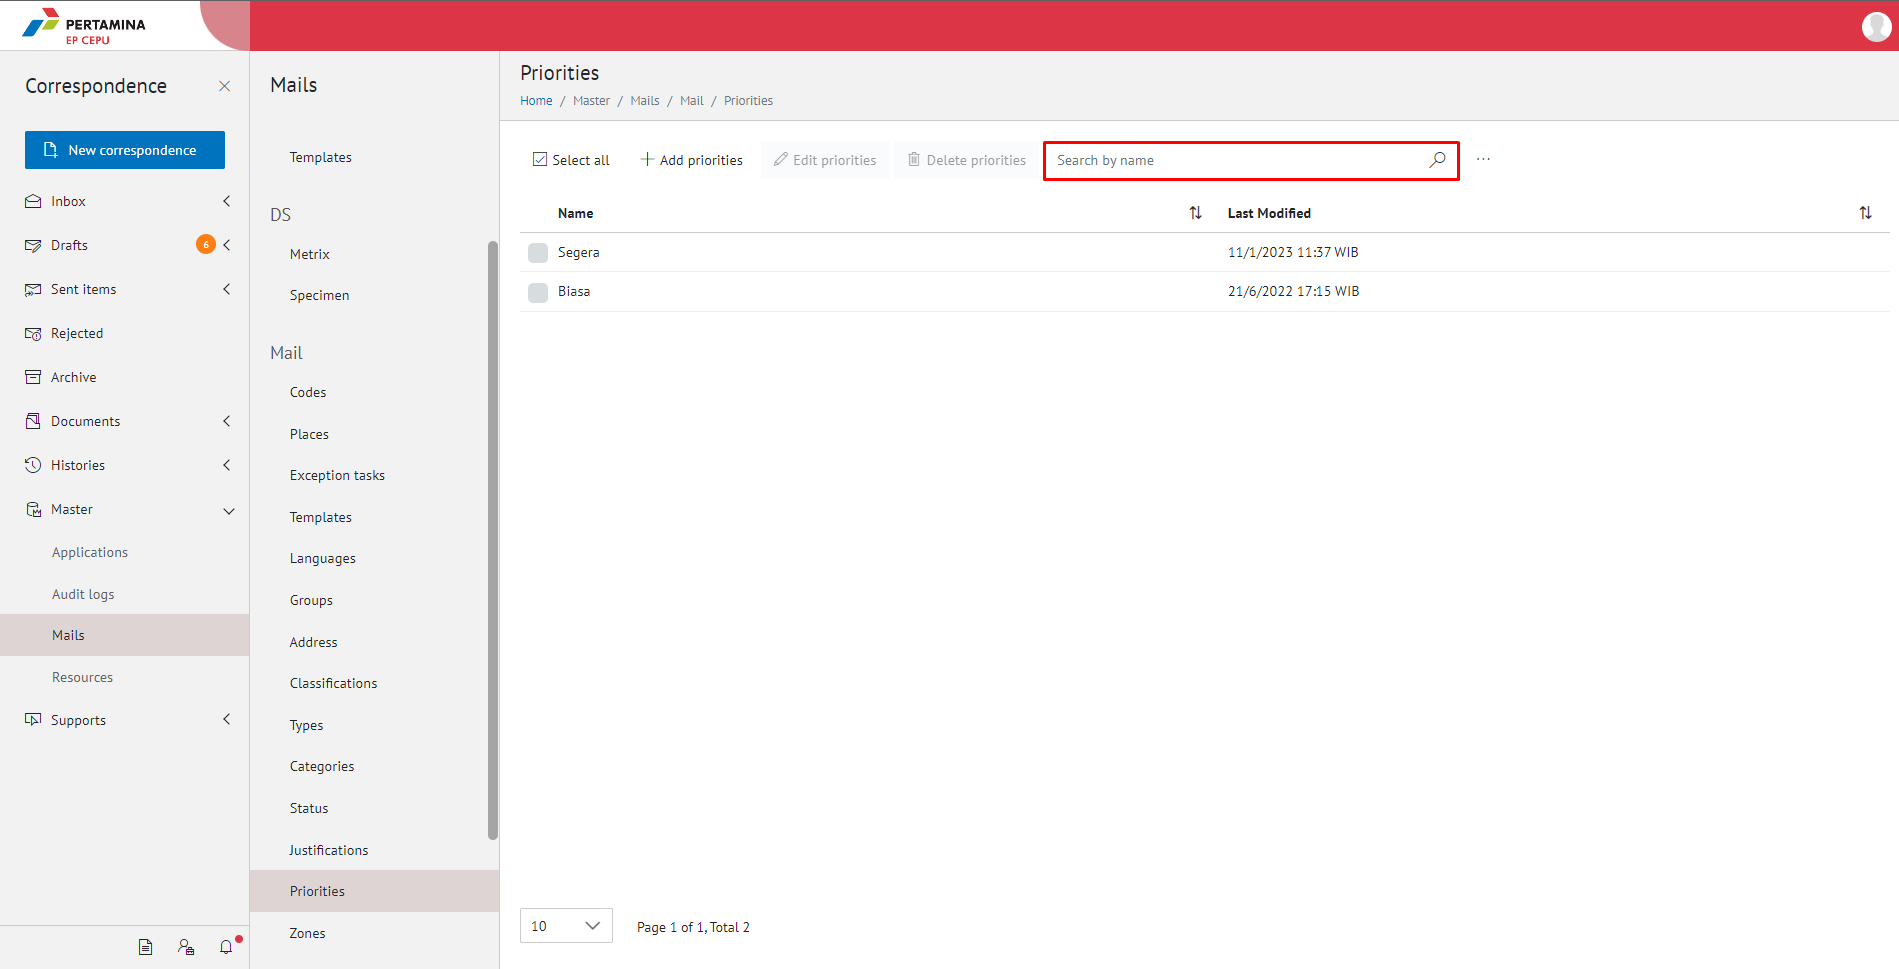 PERTAMINA
EP CEPU
Correspondence
New correspondence
Inbox
Drafts
6
Sent items
Rejected
Archive
Documents
Histories
Master
Applications
Audit logs
Mails
Resources
Supports
Mails
Templates
DS
Metrix
Specimen
Mail
Codes
Places
Exception tasks
Templates
Languages
Groups
Address
Classifications
Types
Categories
Status
Justifications
Priorities
Zones
Priorities
Home / Master / Mails / Mail / Priorities
Select all Add priorities Edit priorities Delete priorities Search by name ...
Name Last Modified
Segera 11/1/2023 11:37 WIB
Biasa 21/6/2022 17:15 WIB
10 Page 1 of 1, Total 2